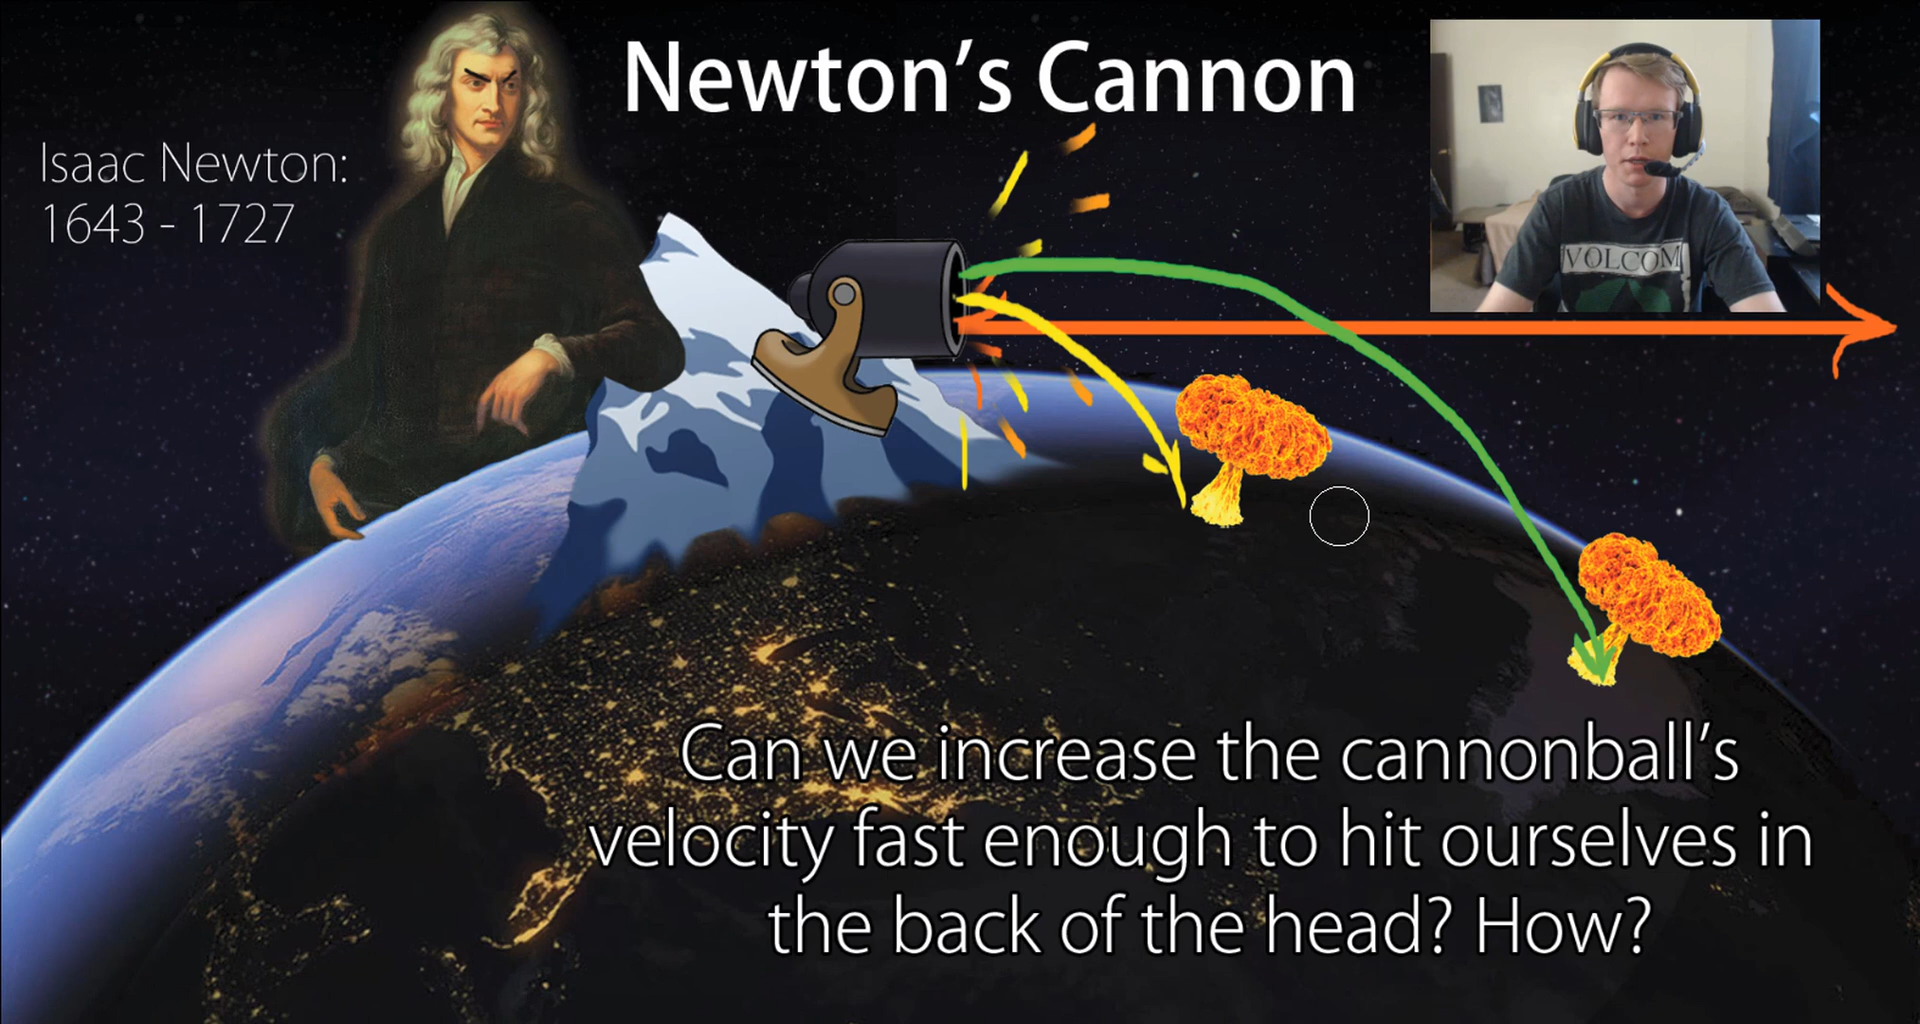 Newton's Cannon
Isaac Newton:
1643 - 1727
VOLCOM
Can we increase the cannonball's
velocity fast enough to hit ourselves in
the back of the head? How?